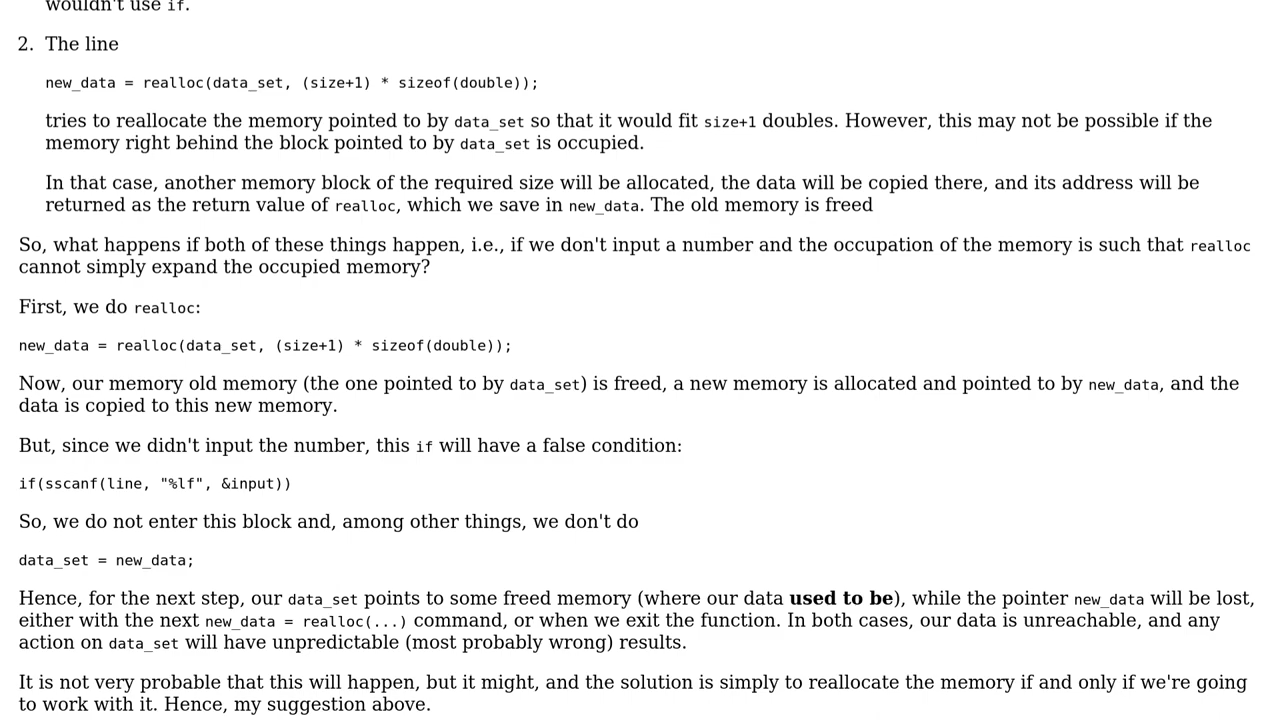 wouldn't use if.
2. The line
new_data = realloc(data_set, (size+1) * sizeof(double));
tries to reallocate the memory pointed to by data_set so that it would fit size+1 doubles. However, this may not be possible if the
memory right behind the block pointed to by data_set is occupied.
In that case, another memory block of the required size will be allocated, the data will be copied there, and its address will be
returned as the return value of realloc, which we save in new_data. The old memory is freed
So, what happens if both of these things happen, i.e., if we don't input a number and the occupation of the memory is such that realloc
cannot simply expand the occupied memory?
First, we do realloc:
new_data = realloc(data_set, (size+1) * sizeof(double));
Now, our memory old memory (the one pointed to by data_set) is freed, a new memory is allocated and pointed to by new_data, and the
data is copied to this new memory.
But, since we didn't input the number, this if will have a false condition:
if(sscanf(line, "%lf", &input))
So, we do not enter this block and, among other things, we don't do
data_set = new_data;
Hence, for the next step, our data_set points to some freed memory (where our data used to be), while the pointer new_data will be lost,
either with the next new_data = realloc(...) command, or when we exit the function. In both cases, our data is unreachable, and any
action on data_set will have unpredictable (most probably wrong) results.
It is not very probable that this will happen, but it might, and the solution is simply to reallocate the memory if and only if we're going
to work with it. Hence, my suggestion above.